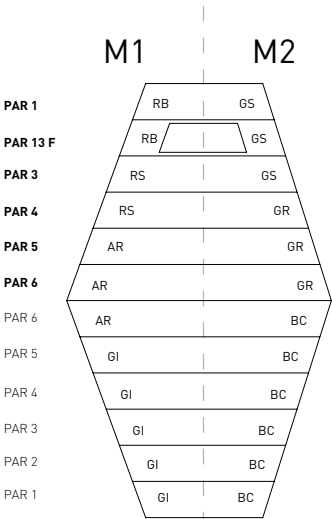 M1 M2
PAR 1 RB GS
PAR 13 F RB GS
PAR 3 RS GS
PAR 4 RS GR
PAR 5 AR GR
PAR 6 AR GR
PAR 6 AR BC
PAR 5 GI BC
PAR 4 GI BC
PAR 3 GI BC
PAR 2 GI BC
PAR 1 GI BC